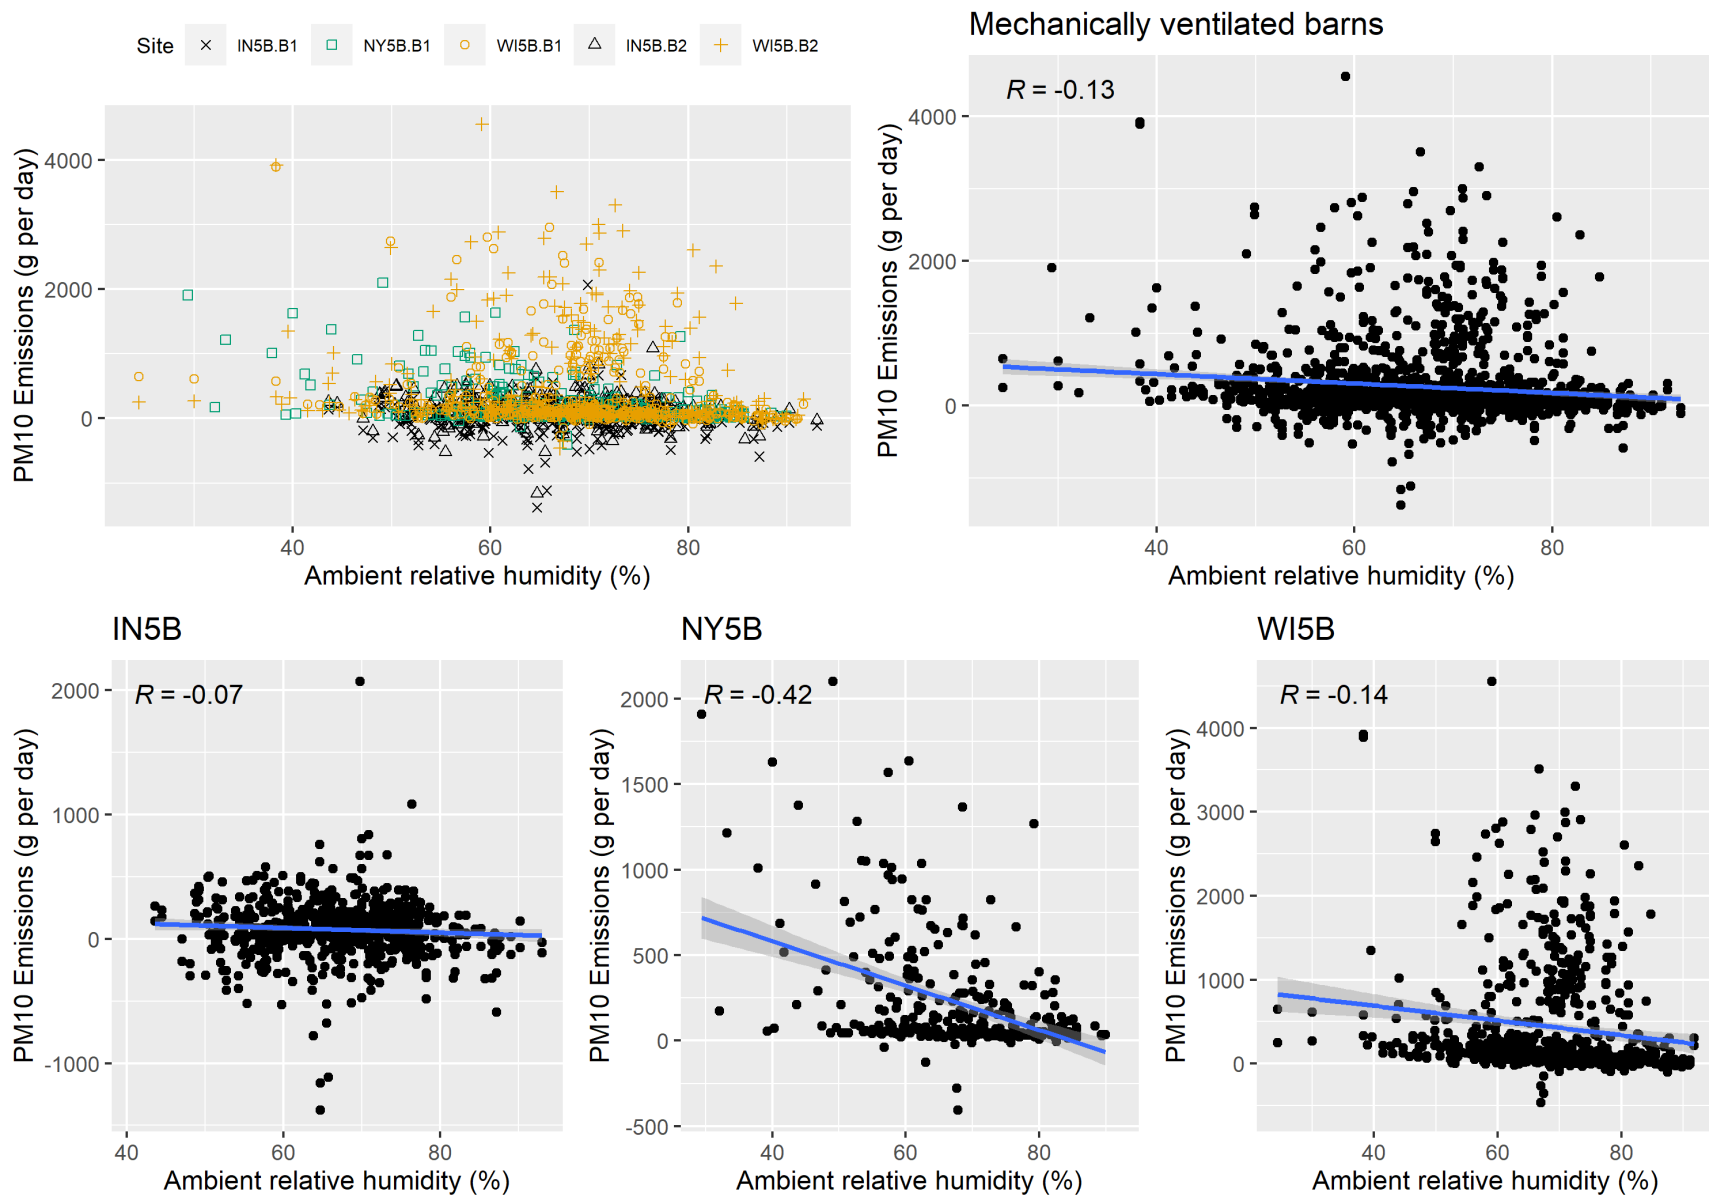 Site IN5B.B1 NY5B.B1 WI5B.B1 IN5B.B2 WI5B.B2
PM10 Emissions (g per day)
4000
2000
0
40 60 80
Ambient relative humidity (%)
Mechanically ventilated barns
R = -0.13
PM10 Emissions (g per day)
4000
2000
0
40 60 80
Ambient relative humidity (%)
IN5B
R = -0.07
PM10 Emissions (g per day)
2000
1000
0
-1000
40 60 80
Ambient relative humidity (%)
NY5B
R = -0.42
PM10 Emissions (g per day)
2000
1500
1000
500
0
-500
40 60 80
Ambient relative humidity (%)
WI5B
R = -0.14
PM10 Emissions (g per day)
4000
3000
2000
1000
0
40 60 80
Ambient relative humidity (%)